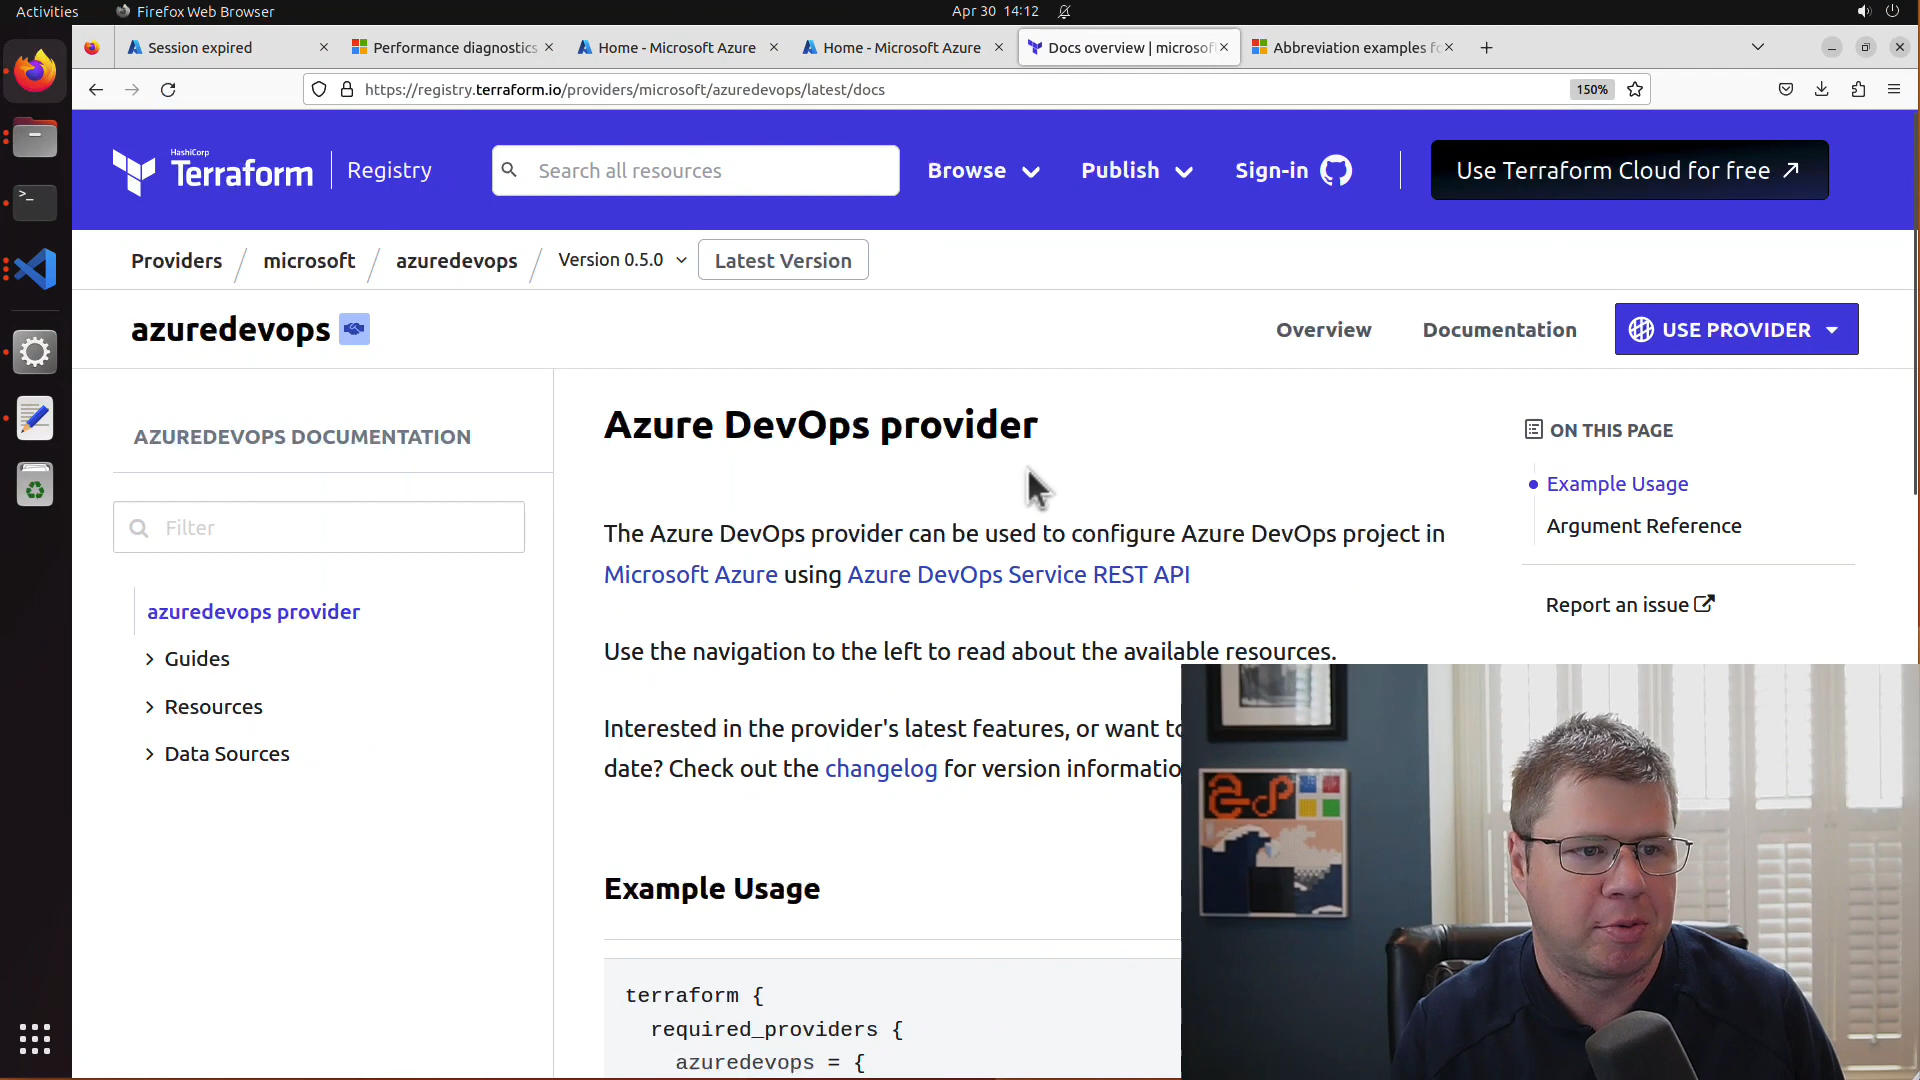 Activities
Firefox Web Browser
Apr 30 14:12
Session expired
Performance diagnostics
Home - Microsoft Azure
Home - Microsoft Azure
Docs overview | microsof
Abbreviation examples fo
https://registry.terraform.io/providers/microsoft/azuredevops/latest/docs
150%
HashiCorp
Terraform
Registry
Search all resources
Browse
Publish
Sign-in
Use Terraform Cloud for free
Providers
microsoft
azuredevops
Version 0.5.0
Latest Version
azuredevops
Overview
Documentation
USE PROVIDER
AZUREDEVOPS DOCUMENTATION
Filter
azuredevops provider
Guides
Resources
Data Sources
Azure DevOps provider
The Azure DevOps provider can be used to configure Azure DevOps project in
Microsoft Azure using Azure DevOps Service REST API
Use the navigation to the left to read about the available resources.
Interested in the provider's latest features, or want to
date? Check out the changelog for version informatio
Example Usage
terraform {
required_providers {
azuredevops = {
ON THIS PAGE
Example Usage
Argument Reference
Report an issue